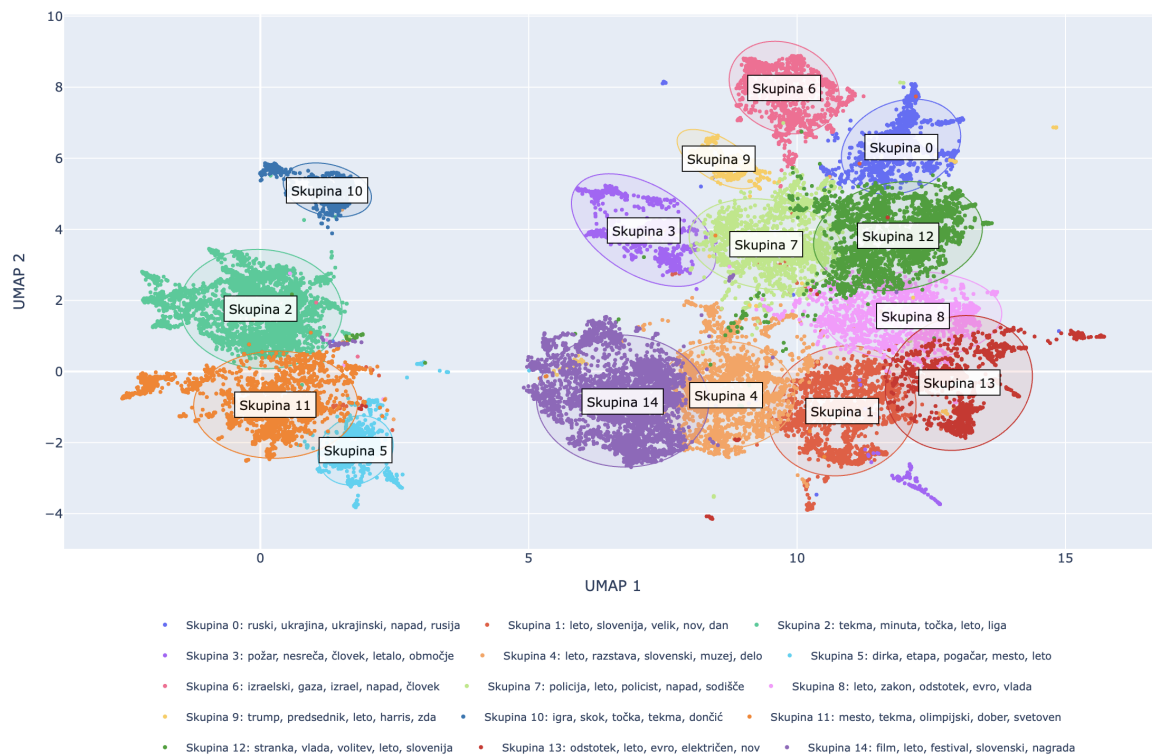 10
8
6
4
2
0
−2
−4
UMAP 2
Skupina 6
Skupina 0
Skupina 9
Skupina 10
Skupina 3
Skupina 7
Skupina 12
Skupina 2
Skupina 8
Skupina 13
Skupina 4
Skupina 14
Skupina 11
Skupina 1
Skupina 5
0 5 10 15
UMAP 1
Skupina 0: ruski, ukrajina, ukrajinski, napad, rusija Skupina 1: leto, slovenija, velik, nov, dan Skupina 2: tekma, minuta, točka, leto, liga
Skupina 3: požar, nesreča, človek, letalo, območje Skupina 4: leto, razstava, slovenski, muzej, delo Skupina 5: dirka, etapa, pogačar, mesto, leto
Skupina 6: izraelski, gaza, izrael, napad, človek Skupina 7: policija, leto, policist, napad, sodišče Skupina 8: leto, zakon, odstotek, evro, vlada
Skupina 9: trump, predsednik, leto, harris, zda Skupina 10: igra, skok, točka, tekma, dončić Skupina 11: mesto, tekma, olimpijski, dober, svetoven
Skupina 12: stranka, vlada, volitev, leto, slovenija Skupina 13: odstotek, leto, evro, električen, nov Skupina 14: film, leto, festival, slovenski, nagrada